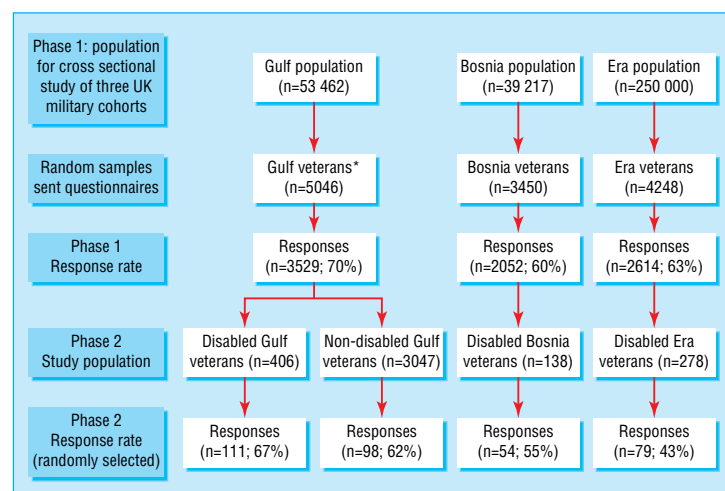 Phase 1: population
for cross sectional
study of three UK
military cohorts
Gulf population
(n=53 462)
Bosnia population
(n=39 217)
Era population
(n=250 000)
Random samples
sent questionnaires
Gulf veterans*
(n=5046)
Bosnia veterans
(n=3450)
Era veterans
(n=4248)
Phase 1
Response rate
Responses
(n=3529; 70%)
Responses
(n=2052; 60%)
Responses
(n=2614; 63%)
Phase 2
Study population
Disabled Gulf
veterans (n=406)
Non-disabled Gulf
veterans (n=3047)
Disabled Bosnia
veterans (n=138)
Disabled Era
veterans (n=278)
Phase 2
Response rate
(randomly selected)
Responses
(n=111; 67%)
Responses
(n=98; 62%)
Responses
(n=54; 55%)
Responses
(n=79; 43%)